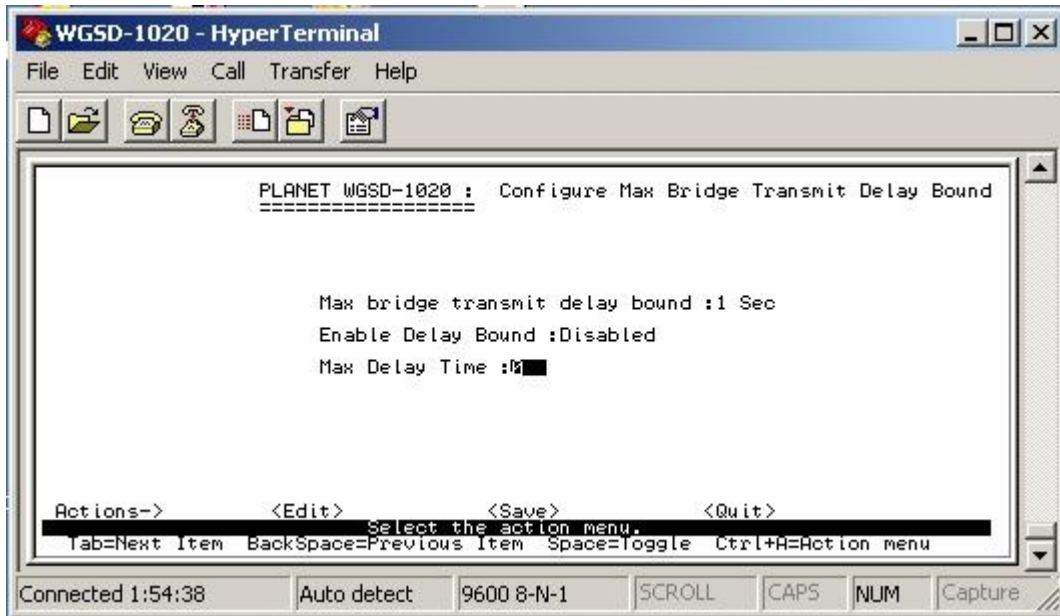 WGSD-1020 - HyperTerminal
File Edit View Call Transfer Help
PLANET WGSD-1020 : Configure Max Bridge Transmit Delay Bound
==================
Max bridge transmit delay bound :1 Sec
Enable Delay Bound :Disabled
Max Delay Time :0
Actions-> <Edit> <Save> <Quit>
Select the action menu.
Tab=Next Item BackSpace=Previous Item Space=Toggle Ctrl+A=Action menu
Connected 1:54:38 Auto detect 9600 8-N-1 SCROLL CAPS NUM Capture